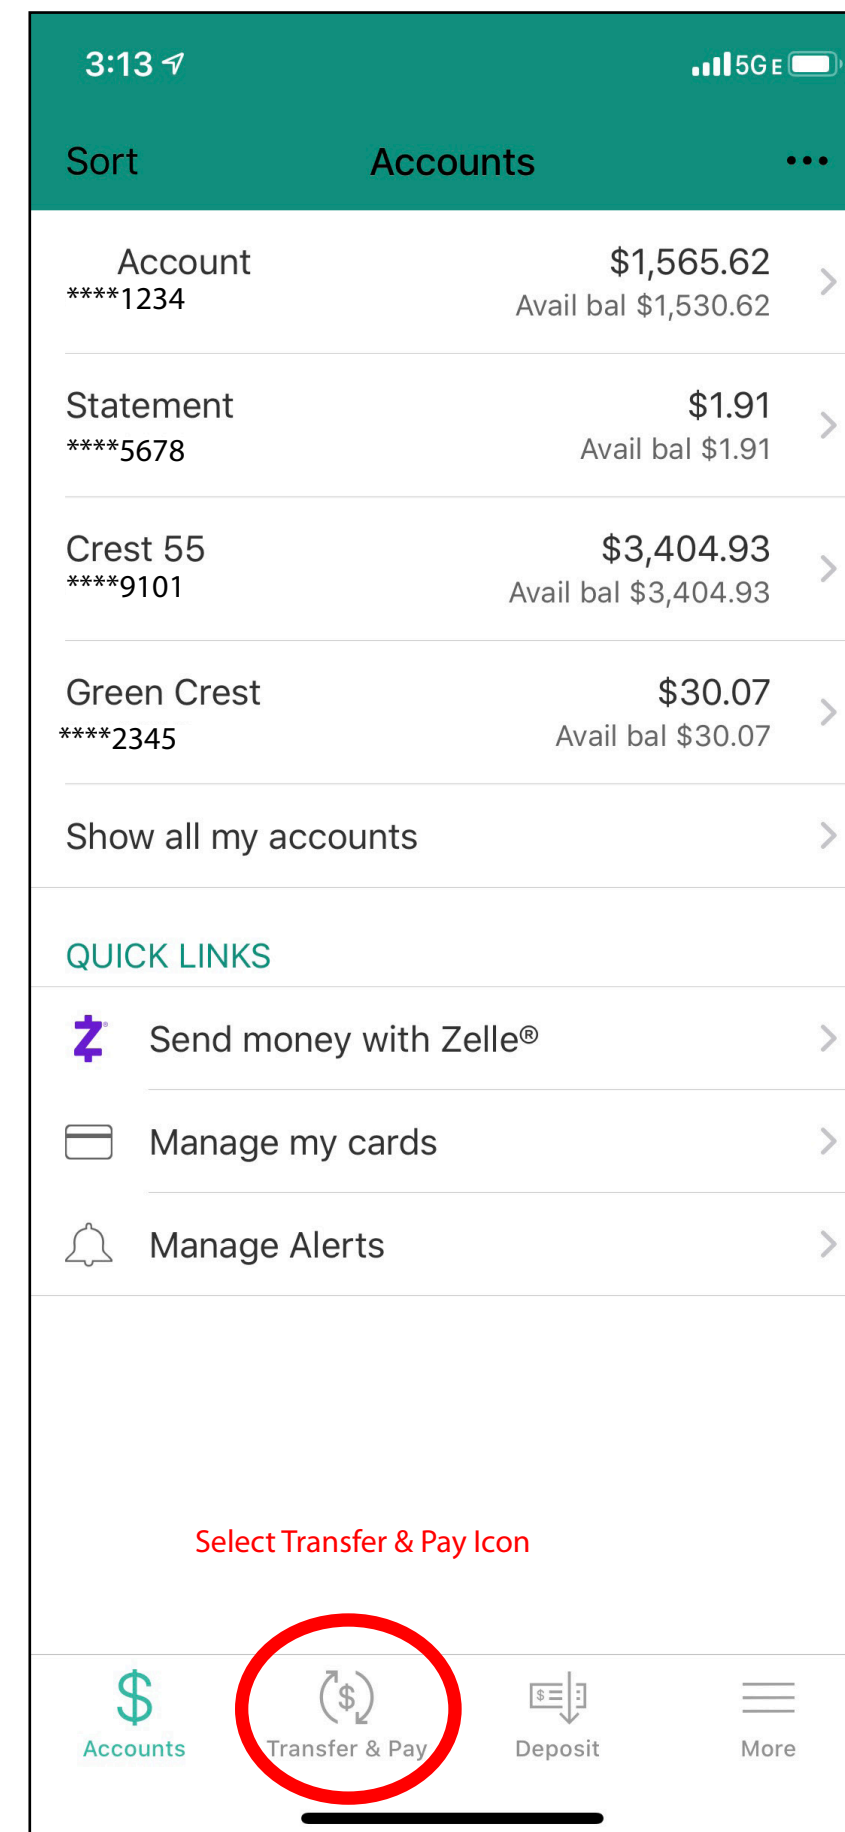 3:13 5G E
Sort Accounts
Account $1,565.62
****1234 Avail bal $1,530.62
Statement $1.91
****5678 Avail bal $1.91
Crest 55 $3,404.93
****9101 Avail bal $3,404.93
Green Crest $30.07
****2345 Avail bal $30.07
Show all my accounts
QUICK LINKS
Send money with Zelle®
Manage my cards
Manage Alerts
Select Transfer & Pay Icon
Accounts Transfer & Pay Deposit More